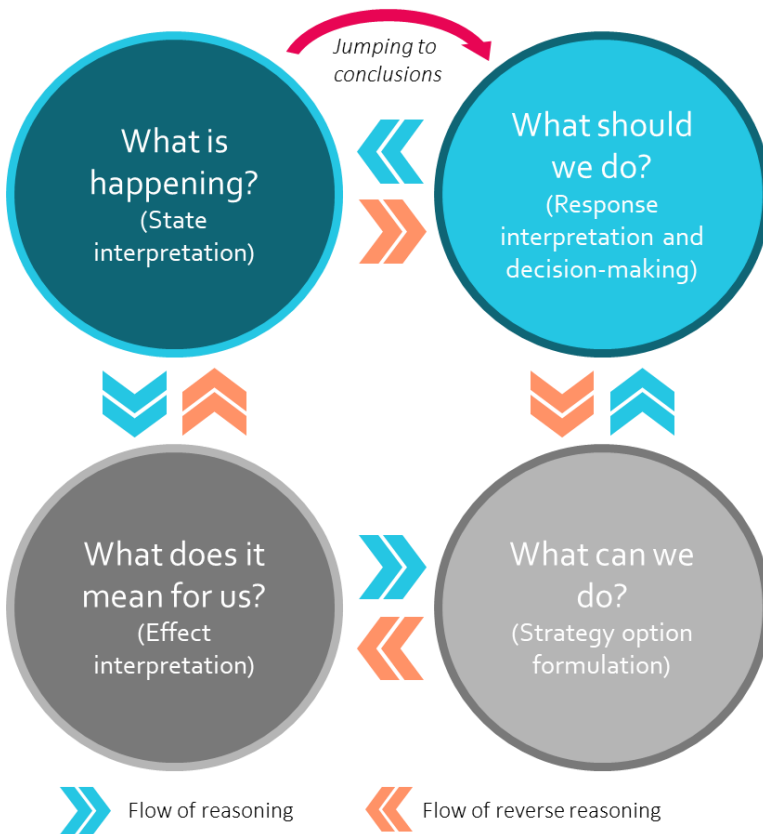 Jumping to
conclusions
What is
happening?
(State
interpretation)
What should
we do?
(Response
interpretation and
decision-making)
What does it
mean for us?
(Effect
interpretation)
What can we
do?
(Strategy option
formulation)
Flow of reasoning
Flow of reverse reasoning